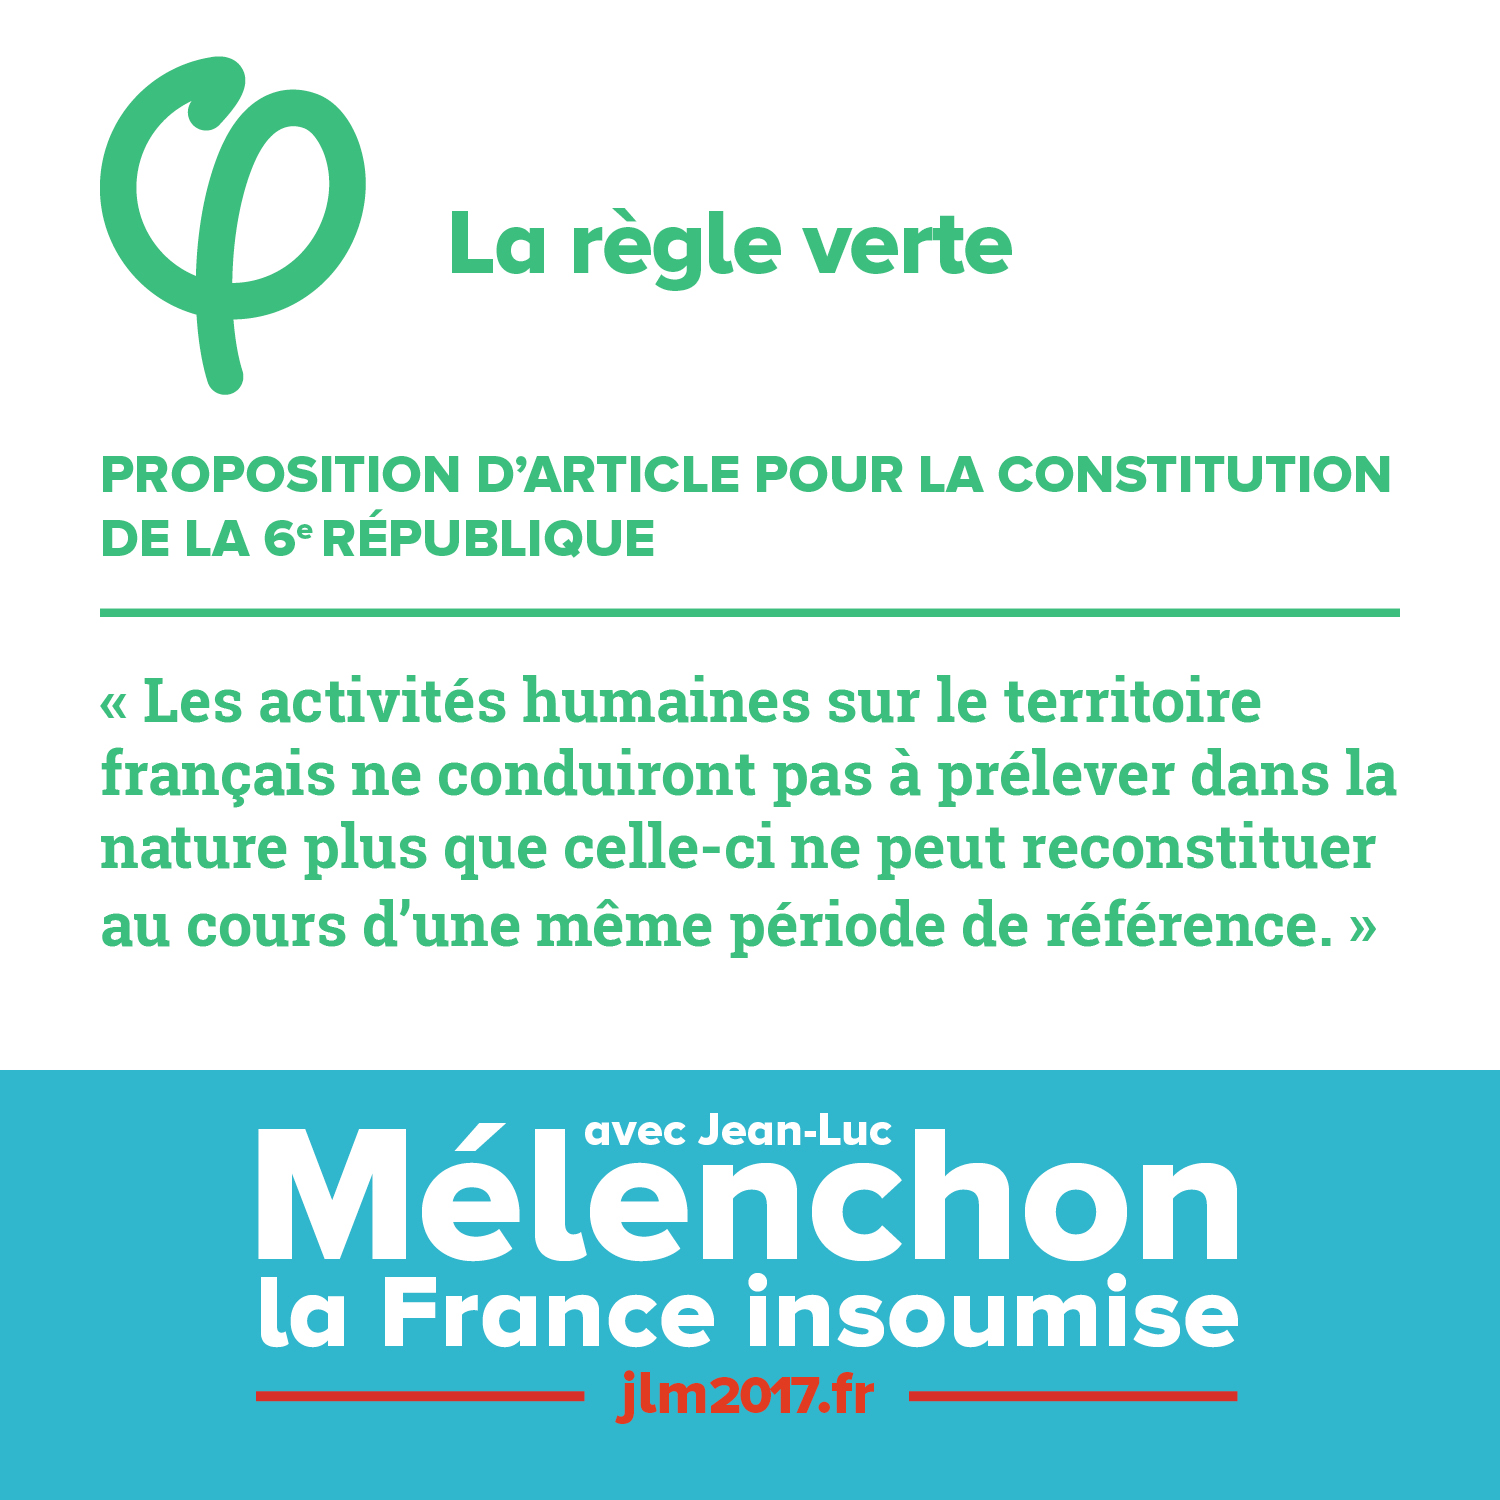 La règle verte
PROPOSITION D’ARTICLE POUR LA CONSTITUTION
DE LA 6e RÉPUBLIQUE
« Les activités humaines sur le territoire
français ne conduiront pas à prélever dans la
nature plus que celle-ci ne peut reconstituer
au cours d’une même période de référence. »
avec Jean-Luc
Mélenchon
la France insoumise
jlm2017.fr